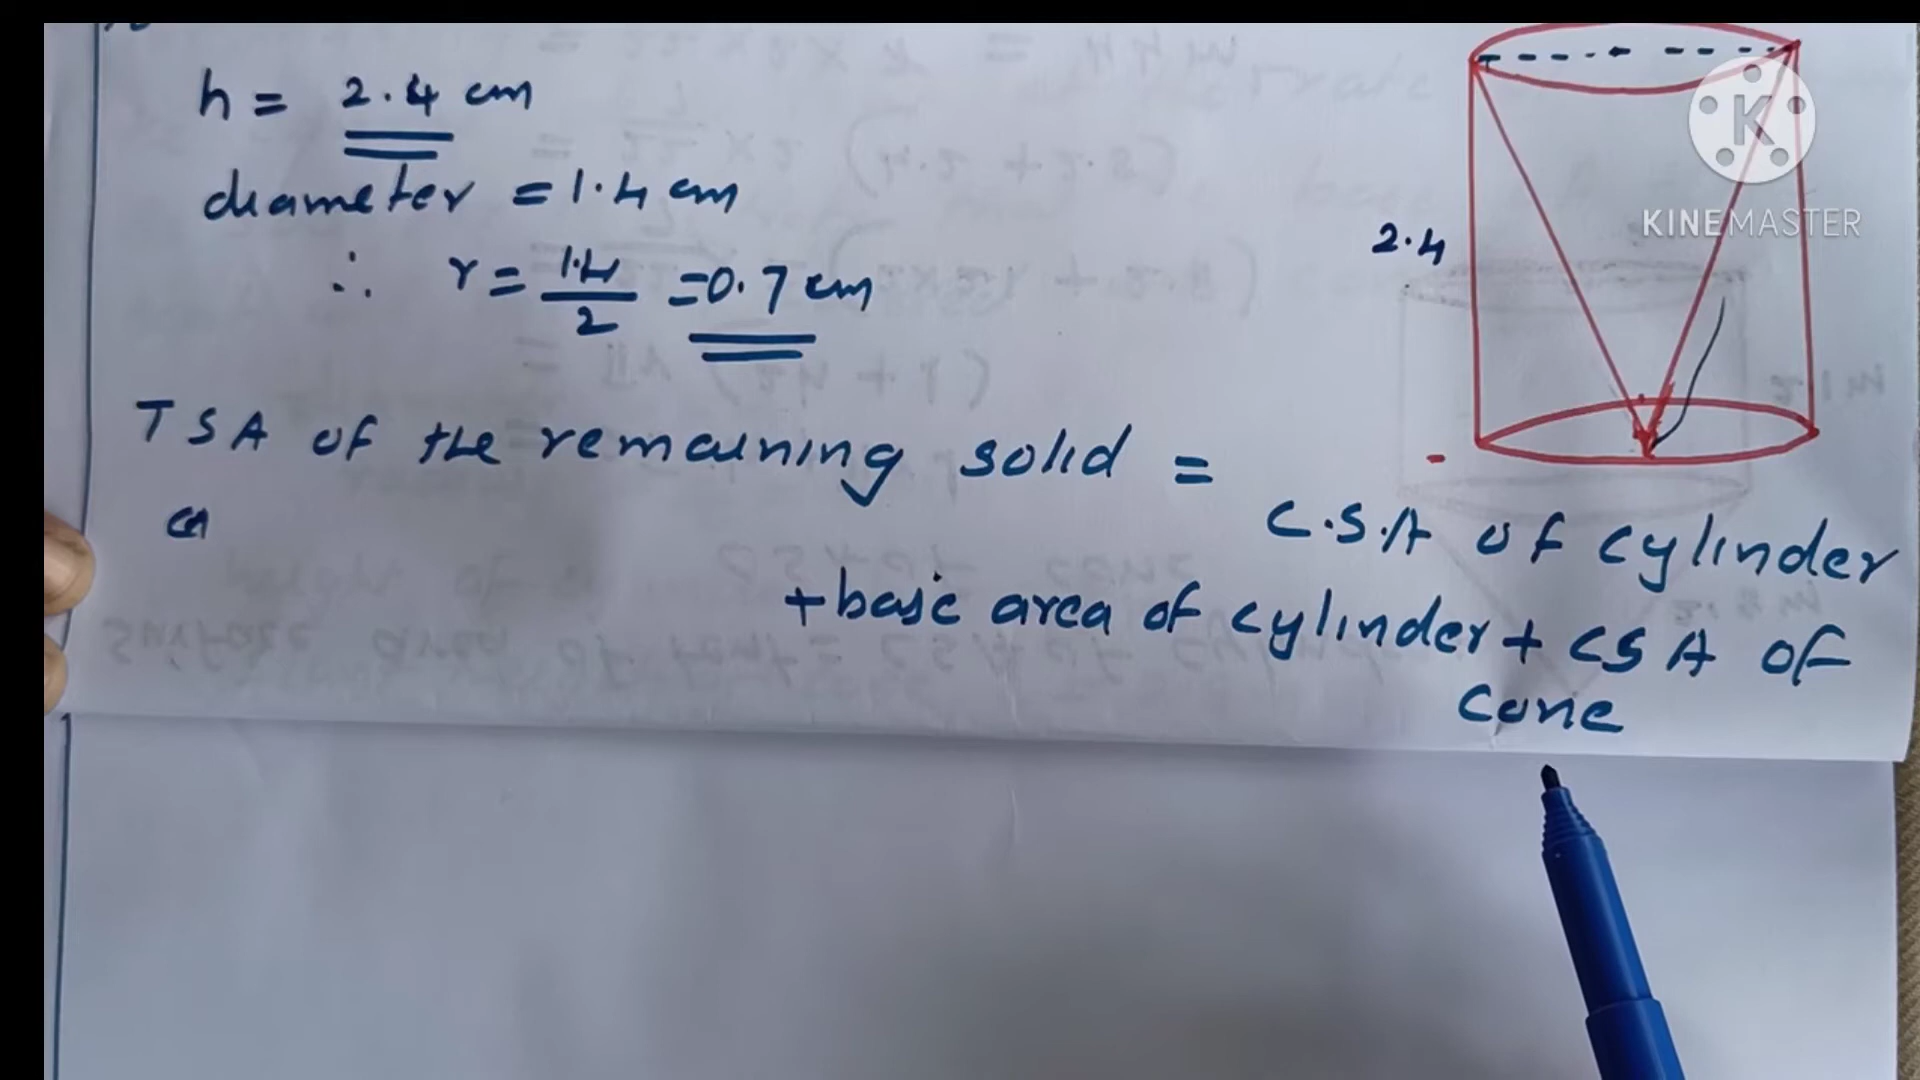 h = 2.4 cm
diameter = 1.4 cm
∴ r = 1.4/2 = 0.7 cm
2.4
K
KINEMASTER
TSA of the remaining solid =
C.S.A of cylinder
+ base area of cylinder + CSA of
cone